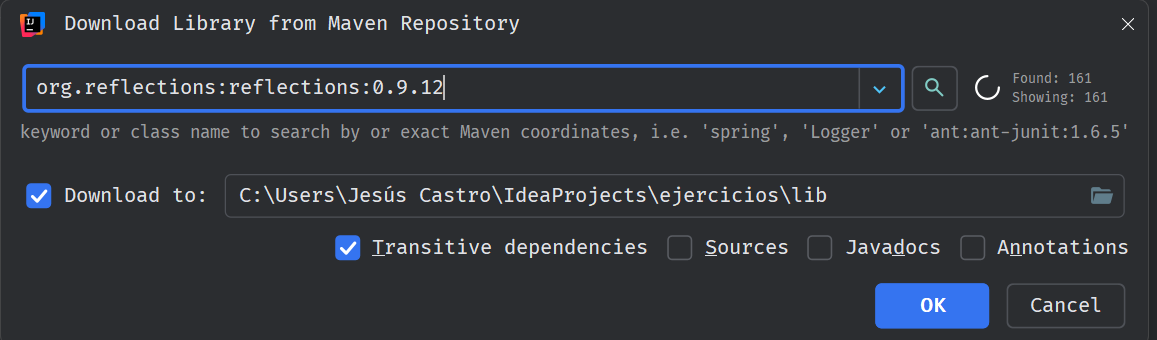 Download Library from Maven Repository
org.reflections:reflections:0.9.12
Found: 161
Showing: 161
keyword or class name to search by or exact Maven coordinates, i.e. 'spring', 'Logger' or 'ant:ant-junit:1.6.5'
Download to: C:\Users\Jesús Castro\IdeaProjects\ejercicios\lib
Transitive dependencies Sources Javadocs Annotations
OK Cancel